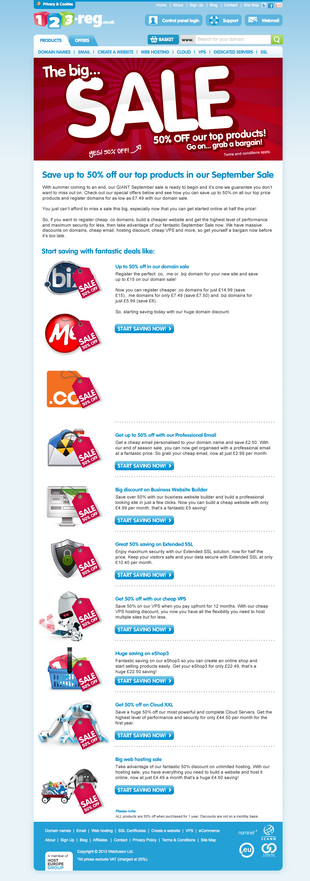 Privacy & Cookies
Home | About | Sign Up | Blog | Contact | Site Map
123-reg.co.uk
Control panel login
Support
Webmail
PRODUCTS
OFFERS
BASKET
www.
Search for your domain
DOMAIN NAMES | EMAIL | CREATE A WEBSITE | WEB HOSTING | CLOUD | VPS | DEDICATED SERVERS | SSL
The big...
SALE
50% OFF our top products!
Go on... grab a bargain!
YES! 50% OFF!
Terms and conditions apply.
Save up to 50% off our top products in our September Sale
With summer coming to an end, our GIANT September sale is ready to begin and it's one we guarantee you don't
want to miss out on. Check out our special offers below and see how you can save up to 50% on all our top price
products and register domains for as low as £7.49 with our domain sale.
You just can't afford to miss a sale this big, especially now that you can get started online at half the price!
So, if you want to register cheap .co domains, build a cheaper website and get the highest level of performance
and maximum security for less, then take advantage of our fantastic September Sale now. We have massive
discounts on domains, cheap email, hosting discount, cheap VPS and more, so get yourself a bargain now before
it's too late.
Start saving with fantastic deals like:
Up to 50% off in our domain sale
Register the perfect .co, .me or .biz domain for your new site and save
up to £15 on our domain sale!
Now you can register cheaper .co domains for just £14.99 (save
£15), .me domains for only £7.49 (save £7.50) and .biz domains for
just £5.99 (save £6).
So, starting saving today with our huge domain discount.
START SAVING NOW!
Get up to 50% off with our Professional Email
Get a cheap email personalised to your domain name and save £2.50. With
our end of season sale, you can now get organised with a professional email
at a fantastic price. So grab your cheap email, now at just £2.99 per month.
START SAVING NOW!
Big discount on Business Website Builder
Save over 50% with our business website builder and build a professional
looking site in just a few clicks. Now you can build a cheap website with only
£4.99 per month, that's a fantastic £5 saving!
START SAVING NOW!
Great 50% saving on Extended SSL
Enjoy maximum security with our Extended SSL solution, now for half the
price. Keep your visitors safe and your data secure with Extended SSL at only
£10.40 per month.
START SAVING NOW!
Get 50% off with our cheap VPS
Save 50% on our VPS when you pay upfront for 12 months. With our cheap
VPS hosting discount, you now you have all the flexibility you need to host
multiple sites but for less.
START SAVING NOW!
Huge saving on eShop3
Fantastic saving on our eShop3 so you can create an online shop and
start selling products easily. Get your eShop3 for only £22.49, that's a
huge £22.50 saving!
START SAVING NOW!
Get 50% off on Cloud XXL
Save a huge 50% off our most powerful and complete Cloud Servers. Get the
highest level of performance and security for only £44.50 per month for the
first year.
START SAVING NOW!
Big web hosting sale
Take advantage of our fantastic 50% discount on unlimited hosting. With our
hosting sale, you have everything you need to build a website and host it
online, now at just £4.49 a month that's a huge £4.50 saving!
START SAVING NOW!
Please note:
ALL products are 50% off when purchased for 1 year. Discounts are not on a monthly basis
Domain names | Email | Web hosting | SSL Certificates | Create a website | VPS | eCommerce
About | Sign Up | Blog | Affiliates | Contact | Privacy | Terms & Conditions | Site Map
A member of
HOST
EUROPE
GROUP
Copyright © 2013 Webfusion Ltd.
*All prices exclude VAT (charged at 20%).
nominet
ICANN
.eu